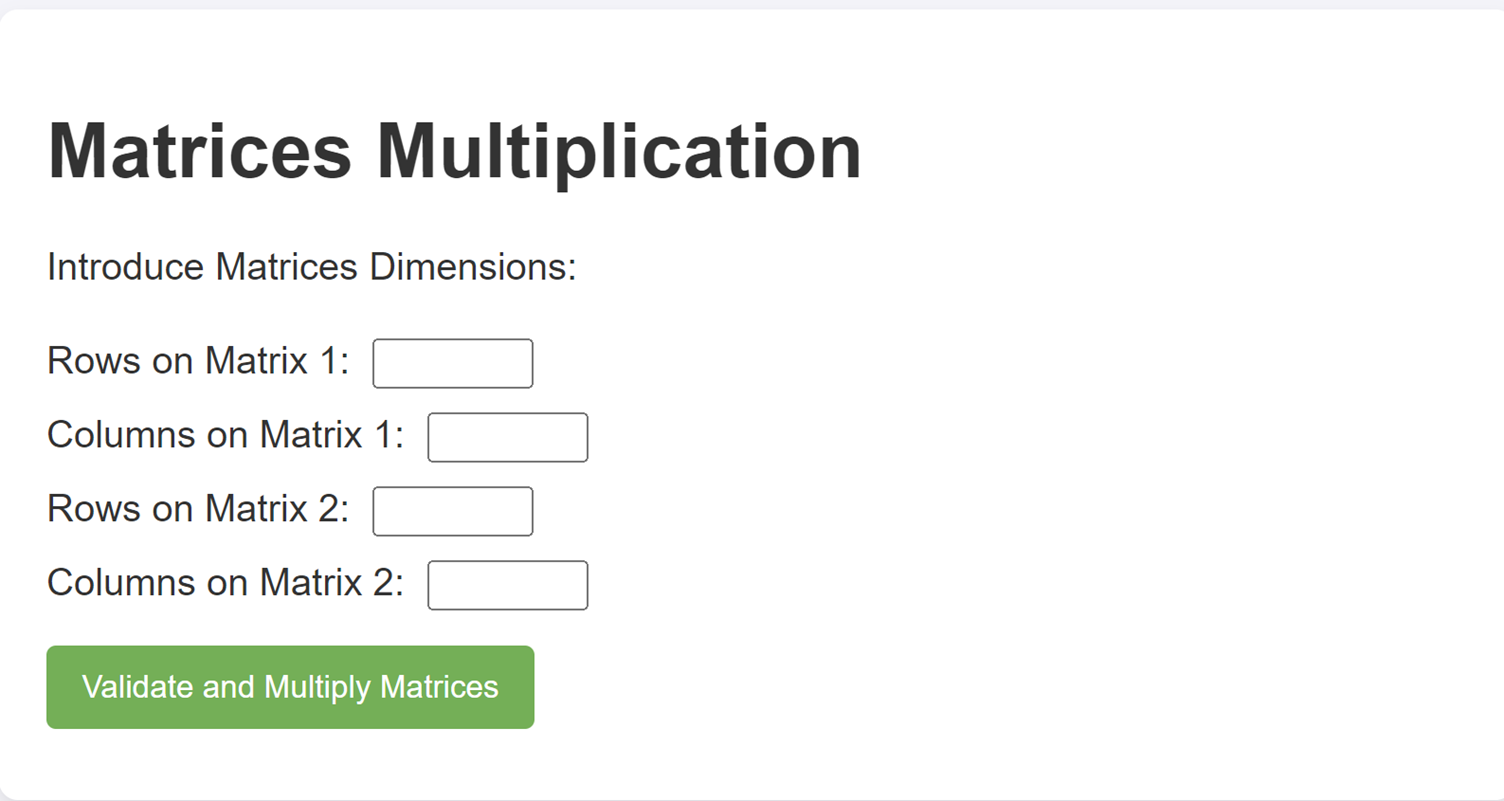 Matrices Multiplication
Introduce Matrices Dimensions:
Rows on Matrix 1:
Columns on Matrix 1:
Rows on Matrix 2:
Columns on Matrix 2:
Validate and Multiply Matrices